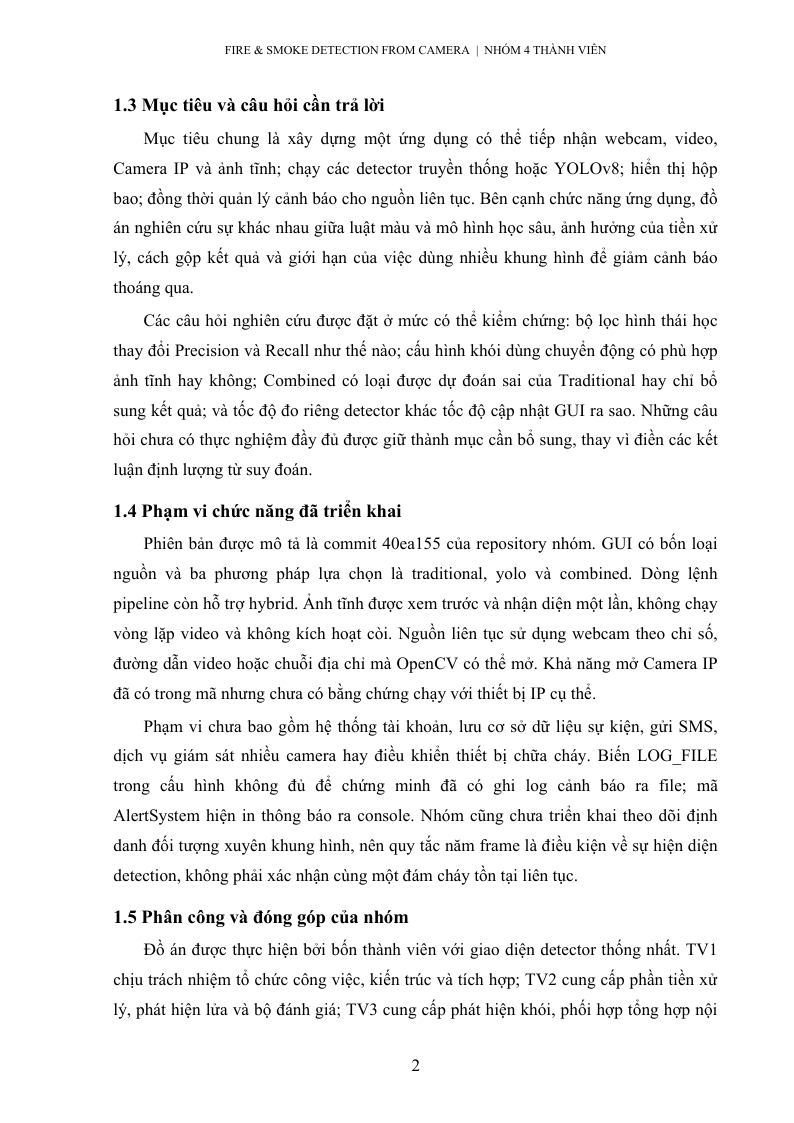 FIRE & SMOKE DETECTION FROM CAMERA | NHÓM 4 THÀNH VIÊN
1.3 Mục tiêu và câu hỏi cần trả lời
Mục tiêu chung là xây dựng một ứng dụng có thể tiếp nhận webcam, video,
Camera IP và ảnh tĩnh; chạy các detector truyền thống hoặc YOLOv8; hiển thị hộp
bao; đồng thời quản lý cảnh báo cho nguồn liên tục. Bên cạnh chức năng ứng dụng, đồ
án nghiên cứu sự khác nhau giữa luật màu và mô hình học sâu, ảnh hưởng của tiền xử
lý, cách gộp kết quả và giới hạn của việc dùng nhiều khung hình để giảm cảnh báo
thoáng qua.
Các câu hỏi nghiên cứu được đặt ở mức có thể kiểm chứng: bộ lọc hình thái học
thay đổi Precision và Recall như thế nào; cấu hình khói dùng chuyển động có phù hợp
ảnh tĩnh hay không; Combined có loại được dự đoán sai của Traditional hay chỉ bổ
sung kết quả; và tốc độ đo riêng detector khác tốc độ cập nhật GUI ra sao. Những câu
hỏi chưa có thực nghiệm đầy đủ được giữ thành mục cần bổ sung, thay vì điền các kết
luận định lượng từ suy đoán.
1.4 Phạm vi chức năng đã triển khai
Phiên bản được mô tả là commit 40ea155 của repository nhóm. GUI có bốn loại
nguồn và ba phương pháp lựa chọn là traditional, yolo và combined. Dòng lệnh
pipeline còn hỗ trợ hybrid. Ảnh tĩnh được xem trước và nhận diện một lần, không chạy
vòng lặp video và không kích hoạt còi. Nguồn liên tục sử dụng webcam theo chỉ số,
đường dẫn video hoặc chuỗi địa chỉ mà OpenCV có thể mở. Khả năng mở Camera IP
đã có trong mã nhưng chưa có bằng chứng chạy với thiết bị IP cụ thể.
Phạm vi chưa bao gồm hệ thống tài khoản, lưu cơ sở dữ liệu sự kiện, gửi SMS,
dịch vụ giám sát nhiều camera hay điều khiển thiết bị chữa cháy. Biến LOG_FILE
trong cấu hình không đủ để chứng minh đã có ghi log cảnh báo ra file; mã
AlertSystem hiện in thông báo ra console. Nhóm cũng chưa triển khai theo dõi định
danh đối tượng xuyên khung hình, nên quy tắc năm frame là điều kiện về sự hiện diện
detection, không phải xác nhận cùng một đám cháy tồn tại liên tục.
1.5 Phân công và đóng góp của nhóm
Đồ án được thực hiện bởi bốn thành viên với giao diện detector thống nhất. TV1
chịu trách nhiệm tổ chức công việc, kiến trúc và tích hợp; TV2 cung cấp phần tiền xử
lý, phát hiện lửa và bộ đánh giá; TV3 cung cấp phát hiện khói, phối hợp tổng hợp nội
2